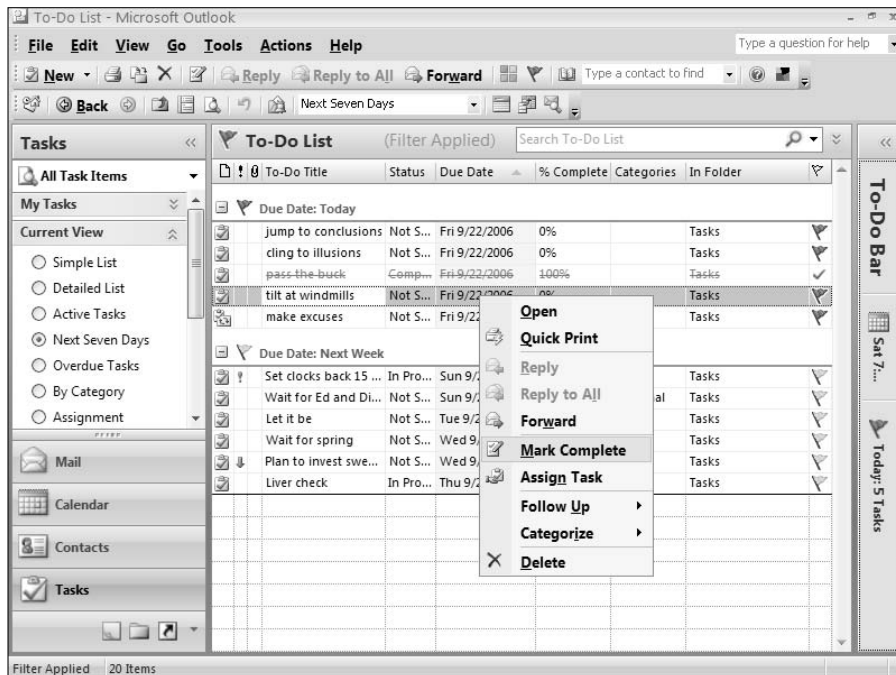 To-Do List - Microsoft Outlook
File Edit View Go Tools Actions Help
Type a question for help
New Reply Reply to All Forward Type a contact to find
Back Next Seven Days
Tasks
All Task Items
My Tasks
Current View
Simple List
Detailed List
Active Tasks
Next Seven Days
Overdue Tasks
By Category
Assignment
Mail
Calendar
Contacts
Tasks
To-Do List (Filter Applied) Search To-Do List
To-Do Title Status Due Date % Complete Categories In Folder
Due Date: Today
jump to conclusions Not S... Fri 9/22/2006 0% Tasks
cling to illusions Not S... Fri 9/22/2006 0% Tasks
pass the buck Comp... Fri 9/22/2006 100% Tasks
tilt at windmills Not S... Fri 9/22/2006 0% Tasks
make excuses Not S... Fri 9/22 Tasks
Due Date: Next Week
Set clocks back 15 ... In Pro... Sun 9/ Tasks
Wait for Ed and Di... Not S... Sun 9/ al Tasks
Let it be Not S... Tue 9/2 Tasks
Wait for spring Not S... Wed 9/ Tasks
Plan to invest swe... Not S... Wed 9/ Tasks
Liver check In Pro... Thu 9/2 Tasks
Open
Quick Print
Reply
Reply to All
Forward
Mark Complete
Assign Task
Follow Up
Categorize
Delete
To-Do Bar
Sat 7:...
Today: 5 Tasks
Filter Applied 20 Items